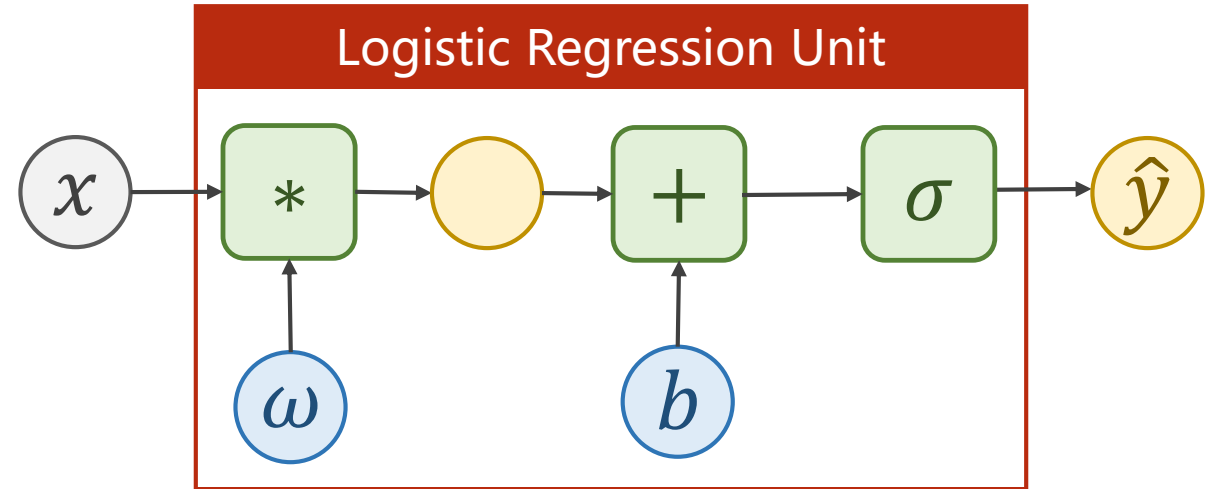 Logistic Regression Unit
x
*
+
σ
ŷ
ω
b